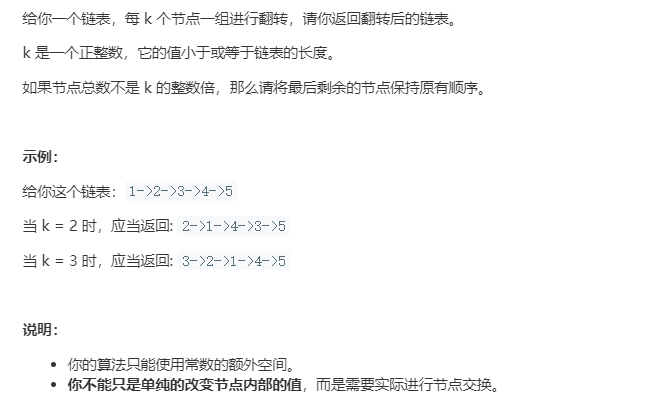 给你一个链表，每 k 个节点一组进行翻转，请你返回翻转后的链表。
k 是一个正整数，它的值小于或等于链表的长度。
如果节点总数不是 k 的整数倍，那么请将最后剩余的节点保持原有顺序。
示例：
给你这个链表：1->2->3->4->5
当 k = 2 时，应当返回: 2->1->4->3->5
当 k = 3 时，应当返回: 3->2->1->4->5
说明：
• 你的算法只能使用常数的额外空间。
• 你不能只是单纯的改变节点内部的值，而是需要实际进行节点交换。